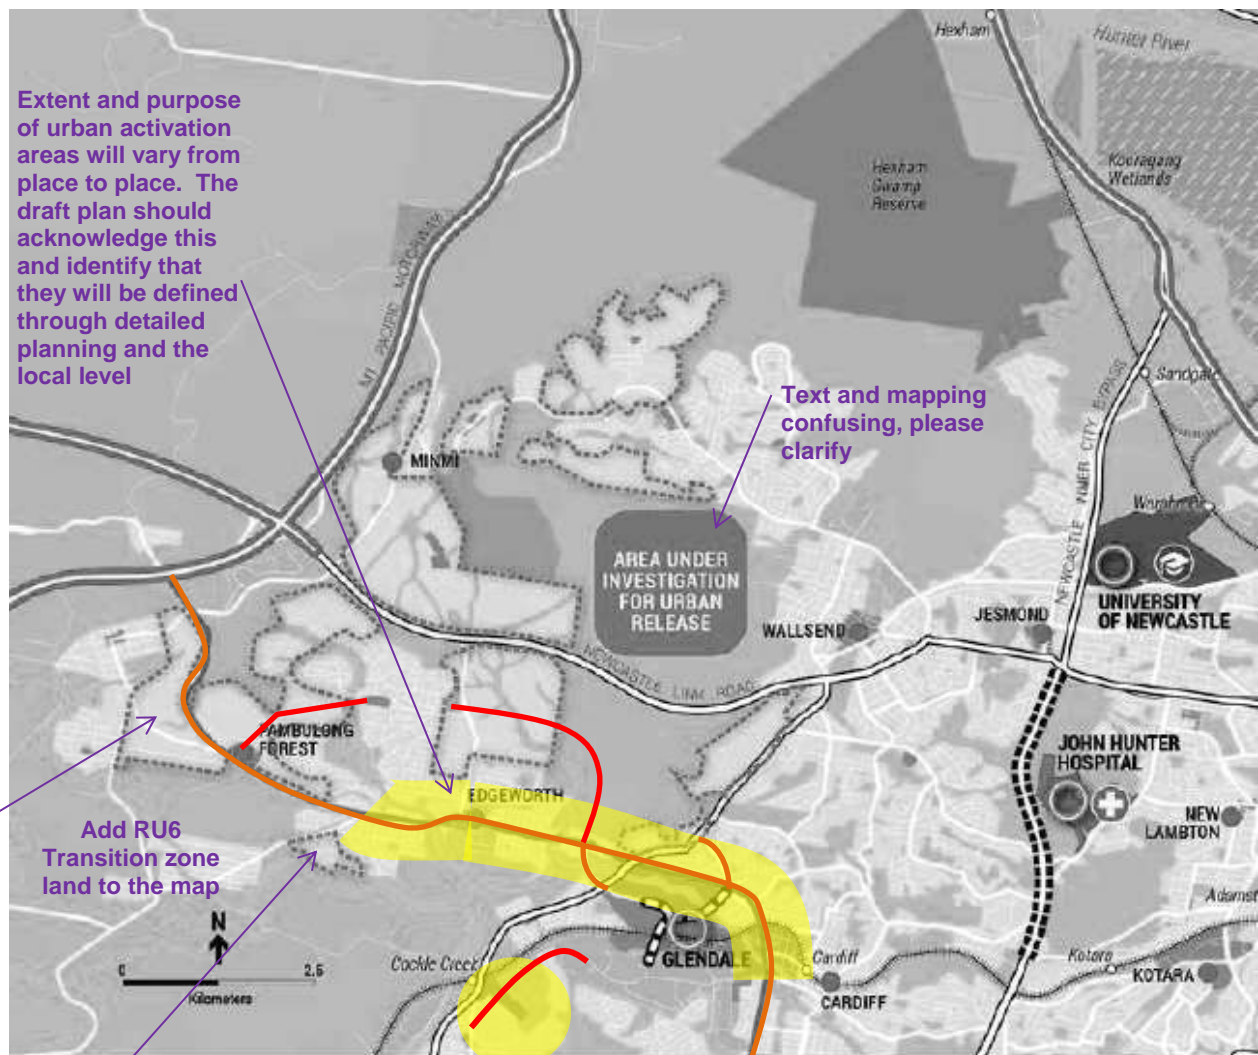 Hexham
Hunter River
Extent and purpose
of urban activation
areas will vary from
place to place.  The
draft plan should
acknowledge this
and identify that
they will be defined
through detailed
planning and the
local level
Kooragang
Wetlands
Hexham
Swamp
Reserve
M1 PACIFIC MOTORWAY
NEWCASTLE INNER CITY BYPASS
Sandgate
Text and mapping
confusing, please
clarify
MINMI
AREA UNDER
INVESTIGATION
FOR URBAN
RELEASE
UNIVERSITY
OF NEWCASTLE
JESMOND
WALLSEND
NEWCASTLE LINK ROAD
PAMBULONG
FOREST
JOHN HUNTER
HOSPITAL
EDGEWORTH
NEW
LAMBTON
Add RU6
Transition zone
land to the map
N
Adamst
0
2.5
Kilometers
Cockle Creek
GLENDALE
Cardiff
CARDIFF
Kotara
KOTARA